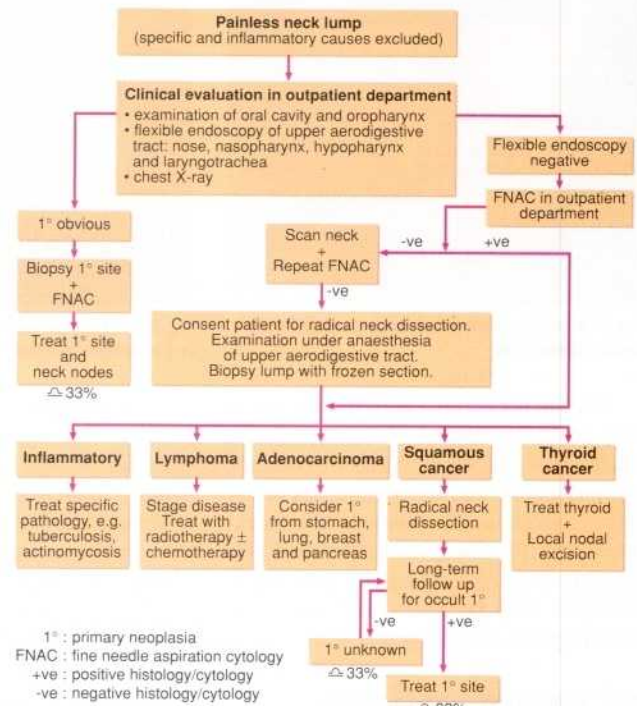 Painless neck lump
(specific and inflammatory causes excluded)
Clinical evaluation in outpatient department
• examination of oral cavity and oropharynx
• flexible endoscopy of upper aerodigestive
tract: nose, nasopharynx, hypopharynx
and laryngotrachea
• chest X-ray
Flexible endoscopy
negative
FNAC in outpatient
department
-ve
+ve
1° obvious
Biopsy 1° site
+
FNAC
Treat 1° site
and
neck nodes
≏ 33%
Scan neck
+
Repeat FNAC
-ve
Consent patient for radical neck dissection.
Examination under anaesthesia
of upper aerodigestive tract.
Biopsy lump with frozen section.
Inflammatory
Treat specific
pathology, e.g.
tuberculosis,
actinomycosis
Lymphoma
Stage disease
Treat with
radiotherapy ±
chemotherapy
Adenocarcinoma
Consider 1°
from stomach,
lung, breast
and pancreas
Squamous
cancer
Radical neck
dissection
Long-term
follow up
for occult 1°
-ve
+ve
1° unknown
≏ 33%
Treat 1° site
Thyroid
cancer
Treat thyroid
+
Local nodal
excision
1° : primary neoplasia
FNAC : fine needle aspiration cytology
+ve : positive histology/cytology
-ve : negative histology/cytology